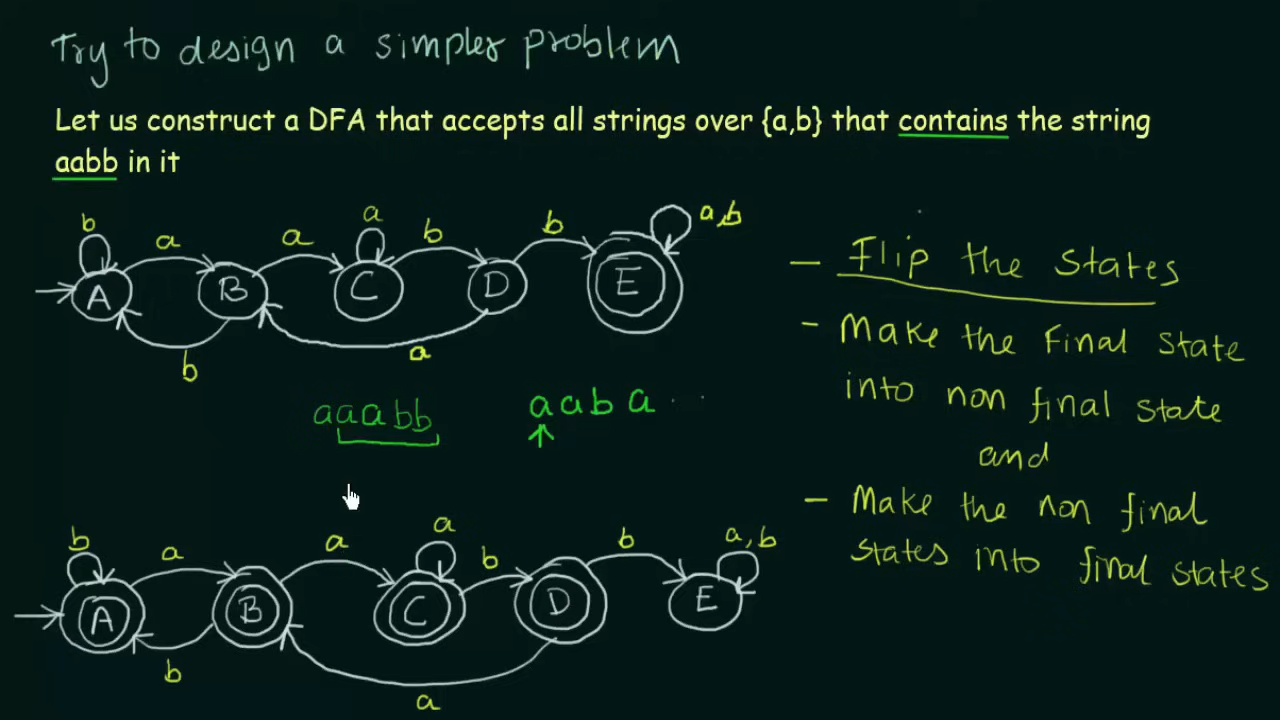 Try to design a simpler problem
Let us construct a DFA that accepts all strings over {a,b} that contains the string
aabb in it
b a a a b b a,b
A B C D E
b a
aaabb aaba
b a a a b b a,b
A B C D E
b a
– Flip the states
– Make the Final State
into non final state
and
– Make the non final
states into final states